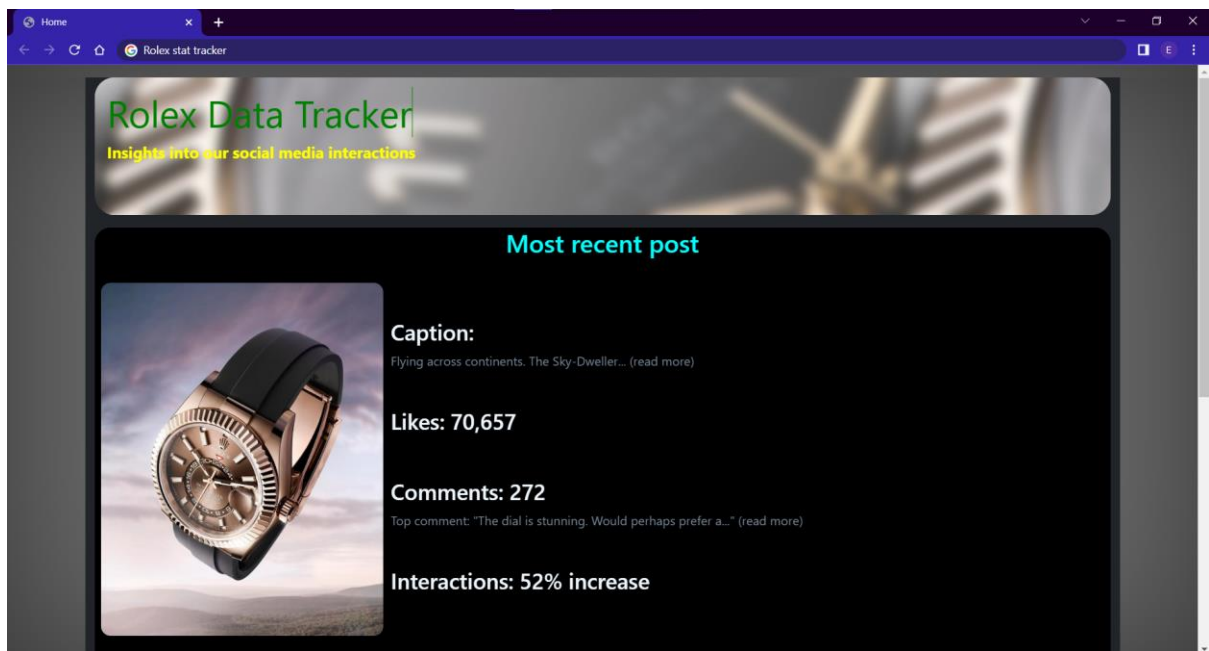 Home
Rolex stat tracker
E
Rolex Data Tracker
Insights into our social media interactions
Most recent post
Caption:
Flying across continents. The Sky-Dweller... (read more)
Likes: 70,657
Comments: 272
Top comment: "The dial is stunning. Would perhaps prefer a..." (read more)
Interactions: 52% increase